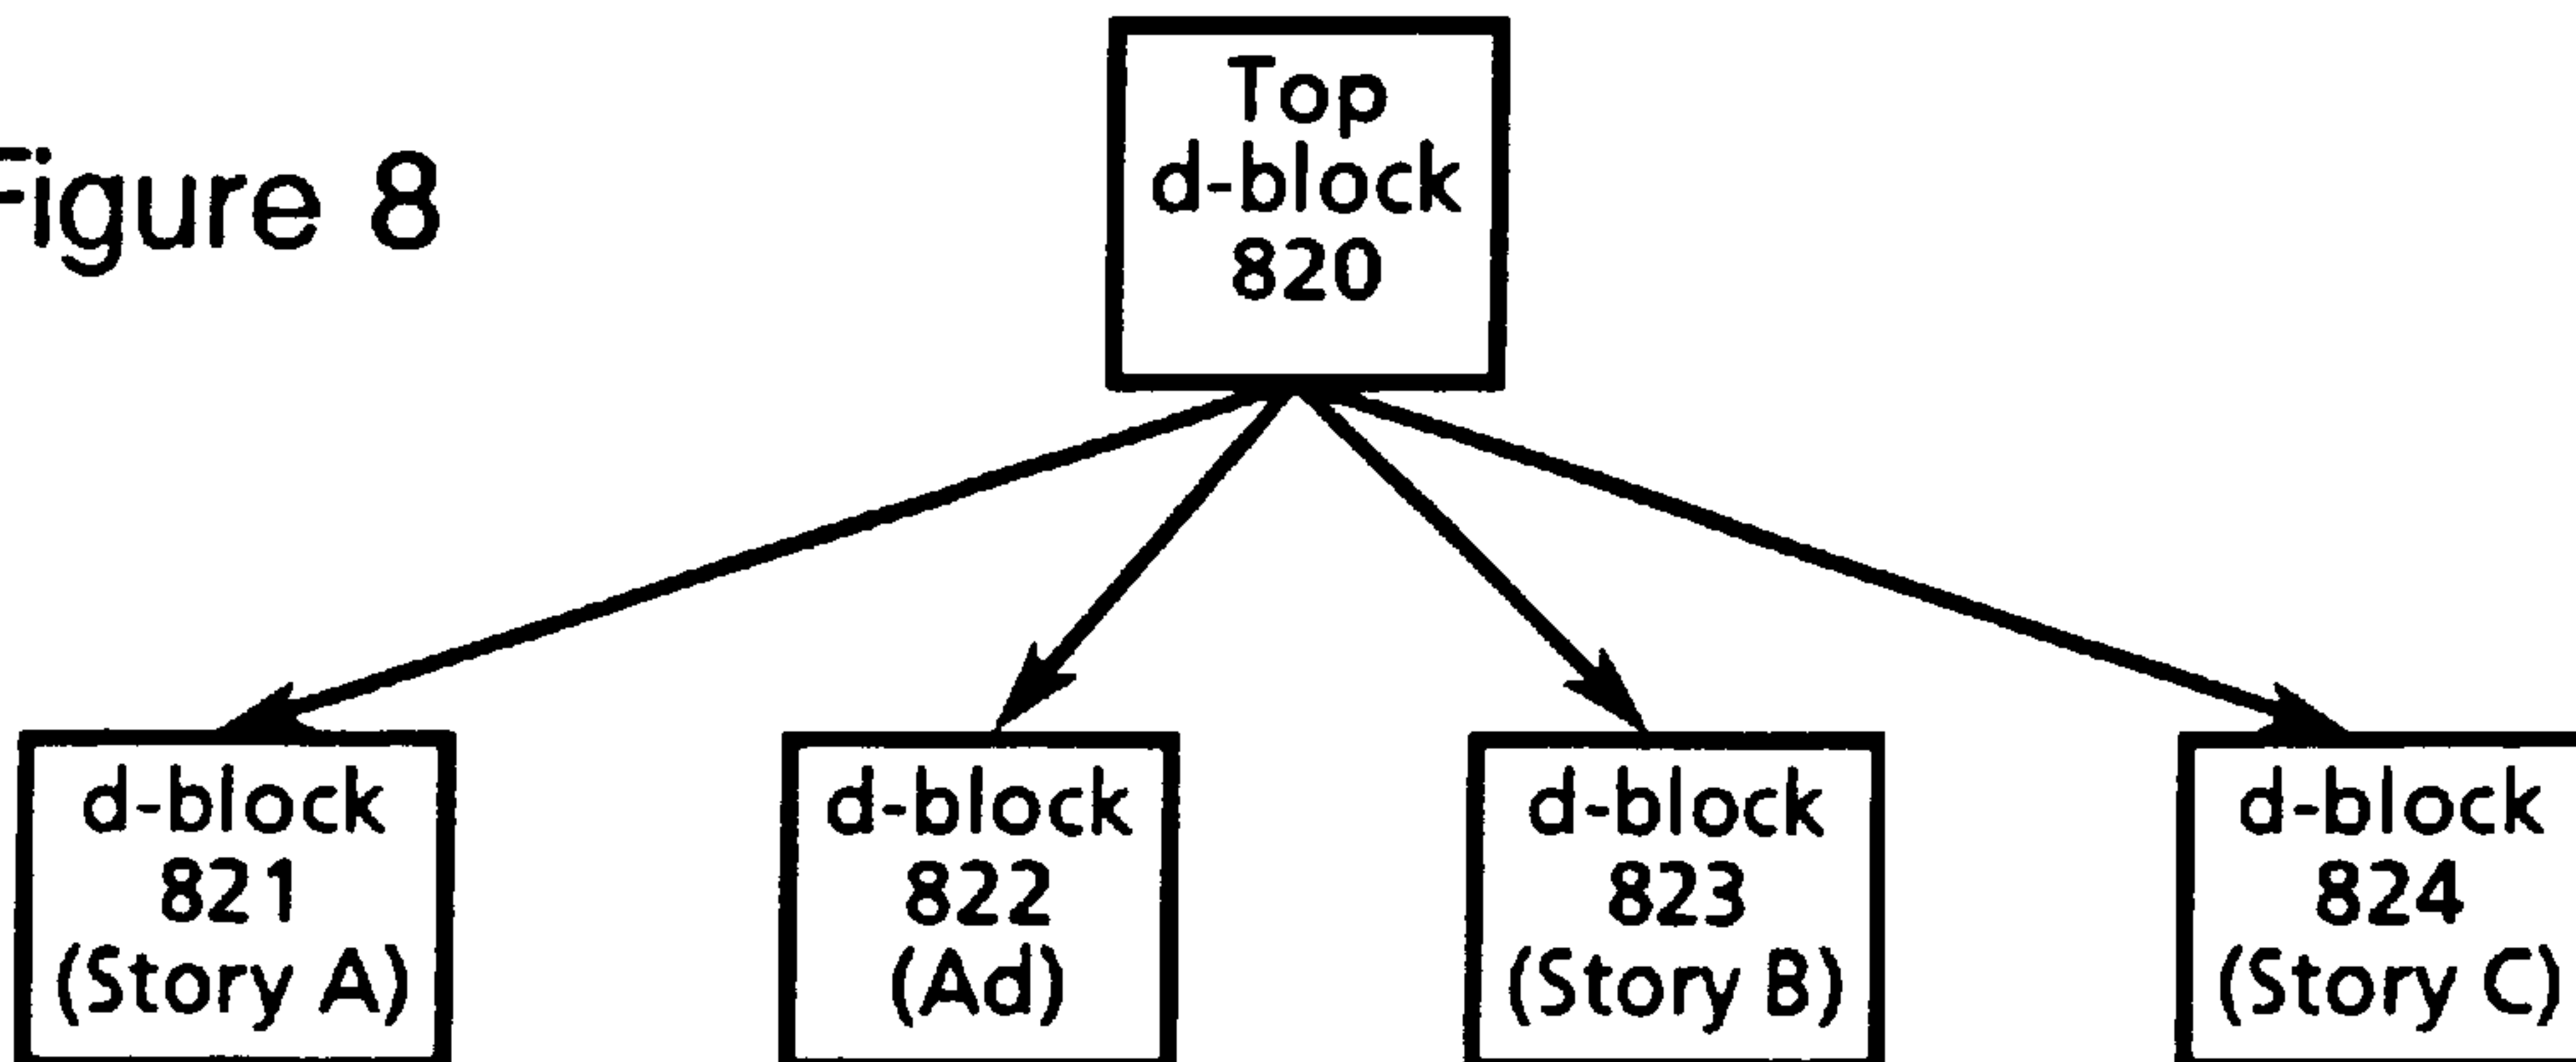 Figure 8
Top
d-block
820
d-block
821
(Story A)
d-block
822
(Ad)
d-block
823
(Story B)
d-block
824
(Story C)